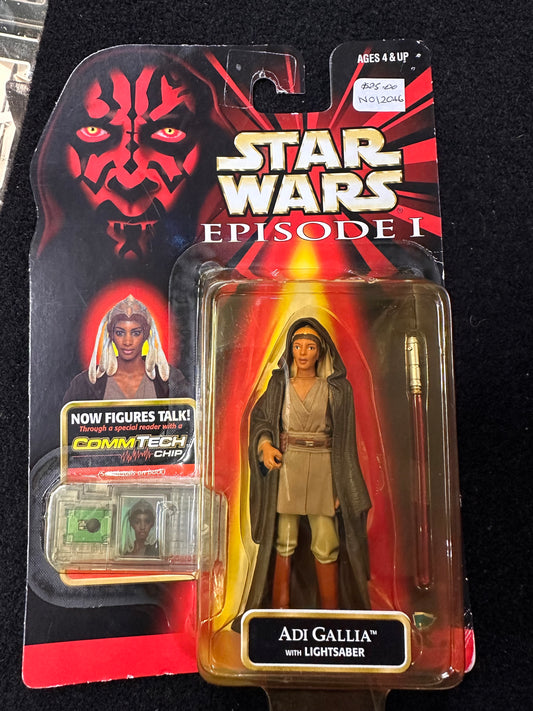 AGES 4 & UP
$25.00
N012046
STAR
WARS
EPISODE I
NOW FIGURES TALK!
Through a special reader with a
COMMTECH
CHIP
ADI GALLIA™
WITH LIGHTSABER